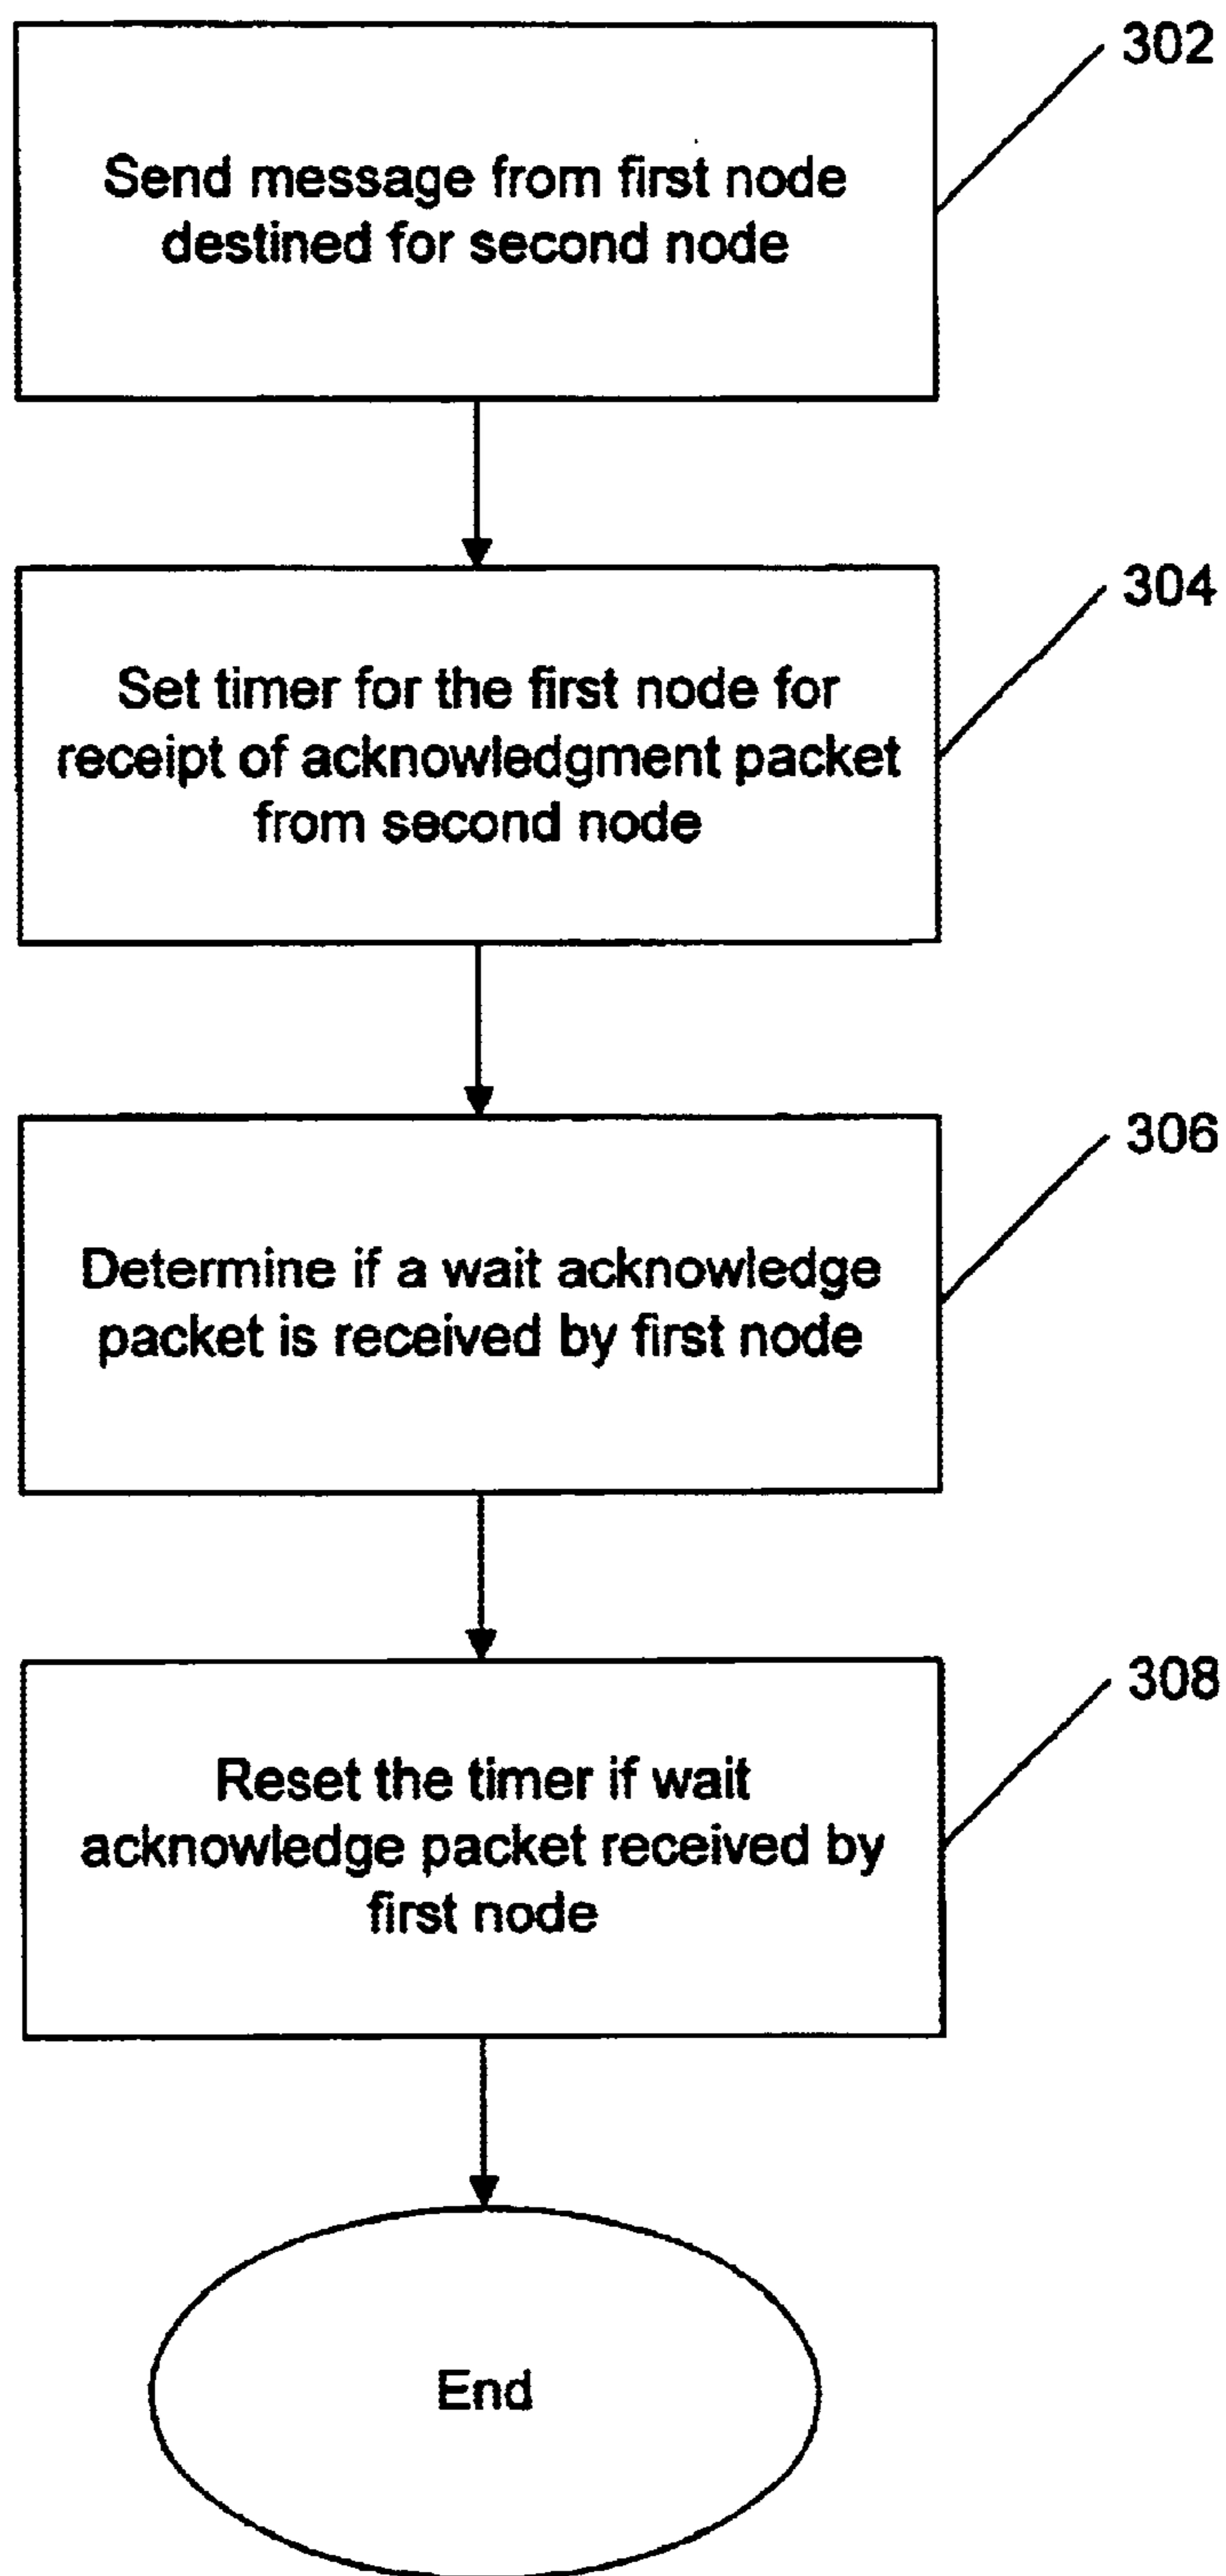 302
Send message from first node
destined for second node
304
Set timer for the first node for
receipt of acknowledgment packet
from second node
306
Determine if a wait acknowledge
packet is received by first node
308
Reset the timer if wait
acknowledge packet received by
first node
End